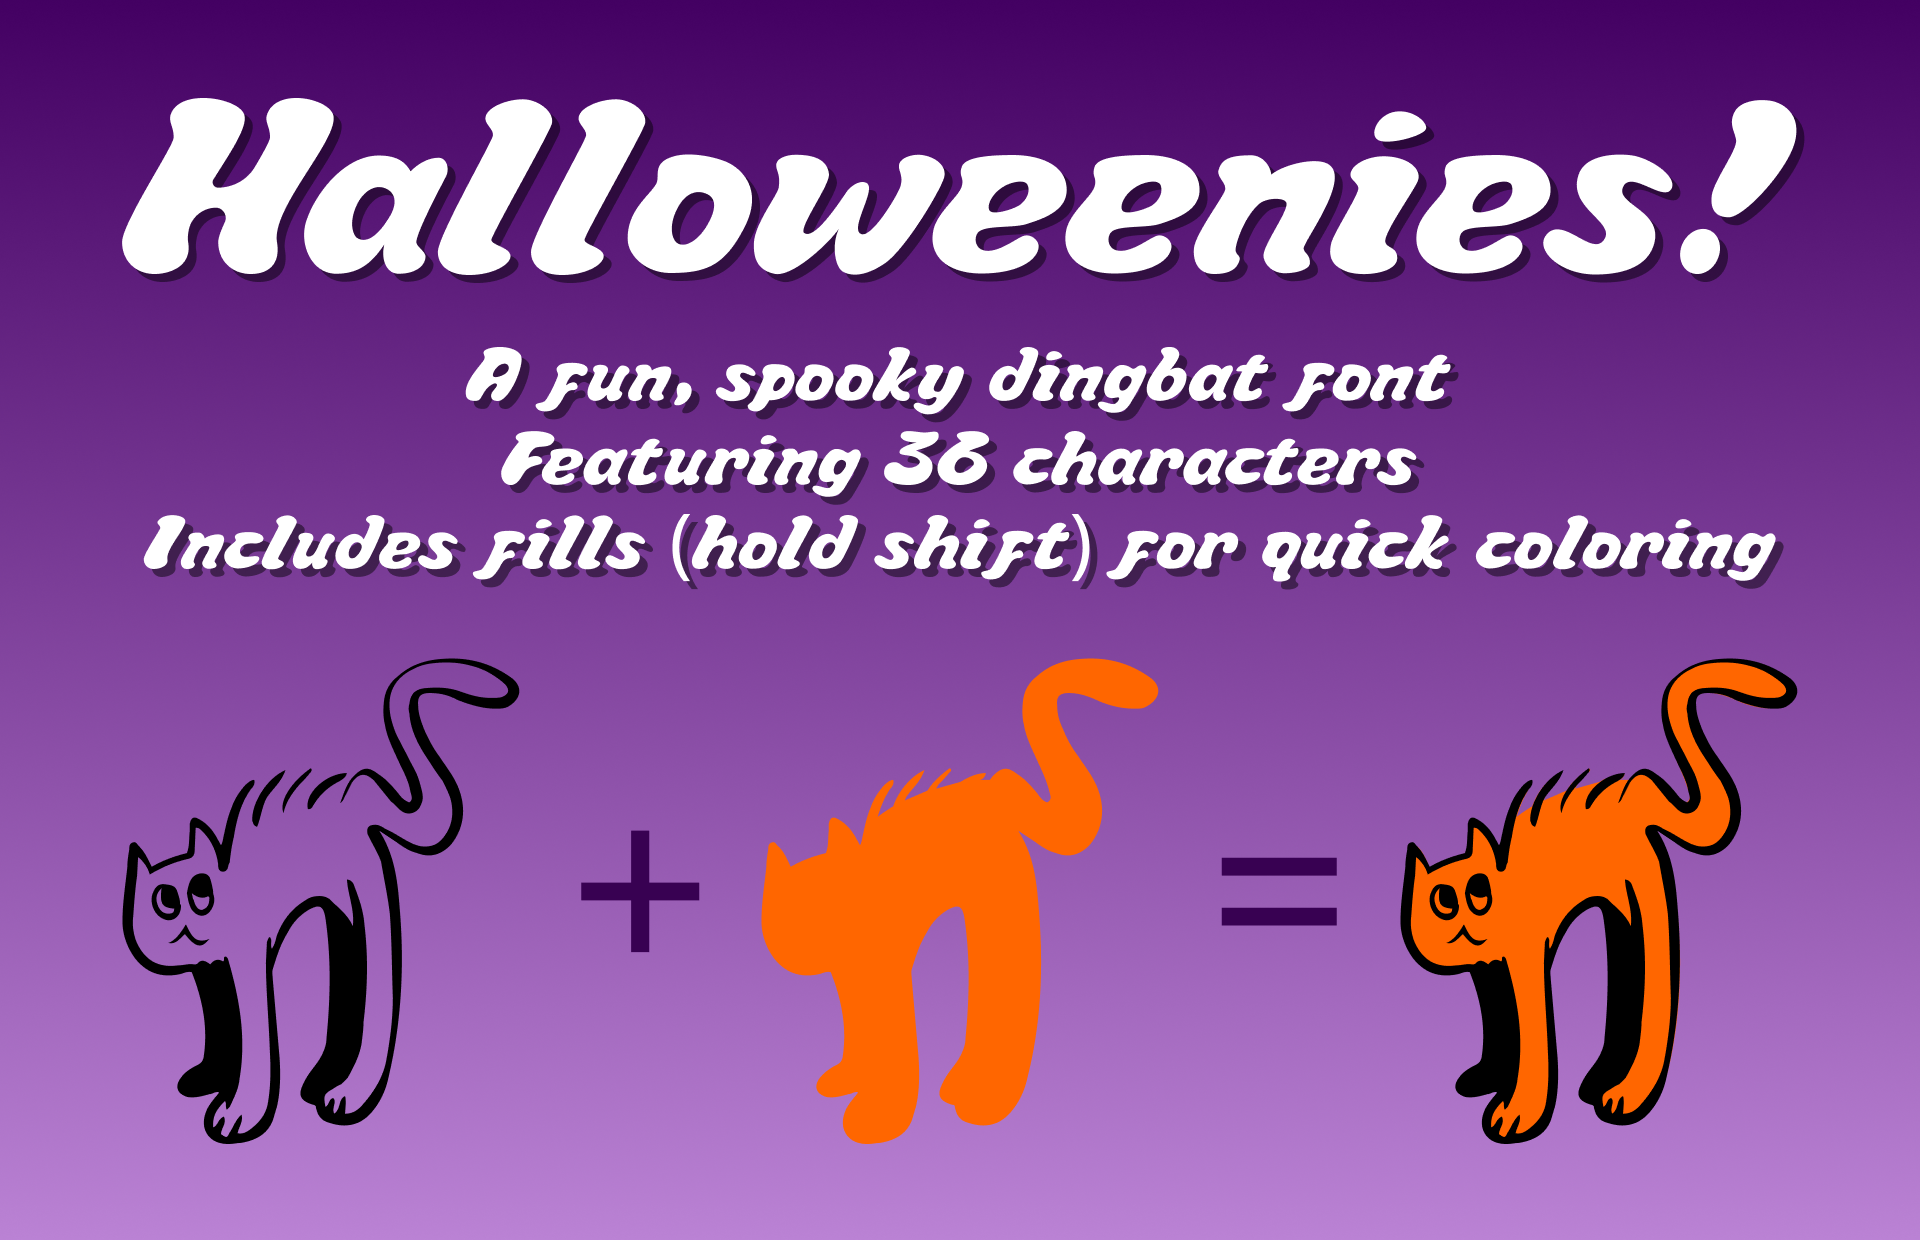 Halloweenies!
A fun, spooky dingbat font
Featuring 36 characters
Includes fills (hold shift) for quick coloring
+ =